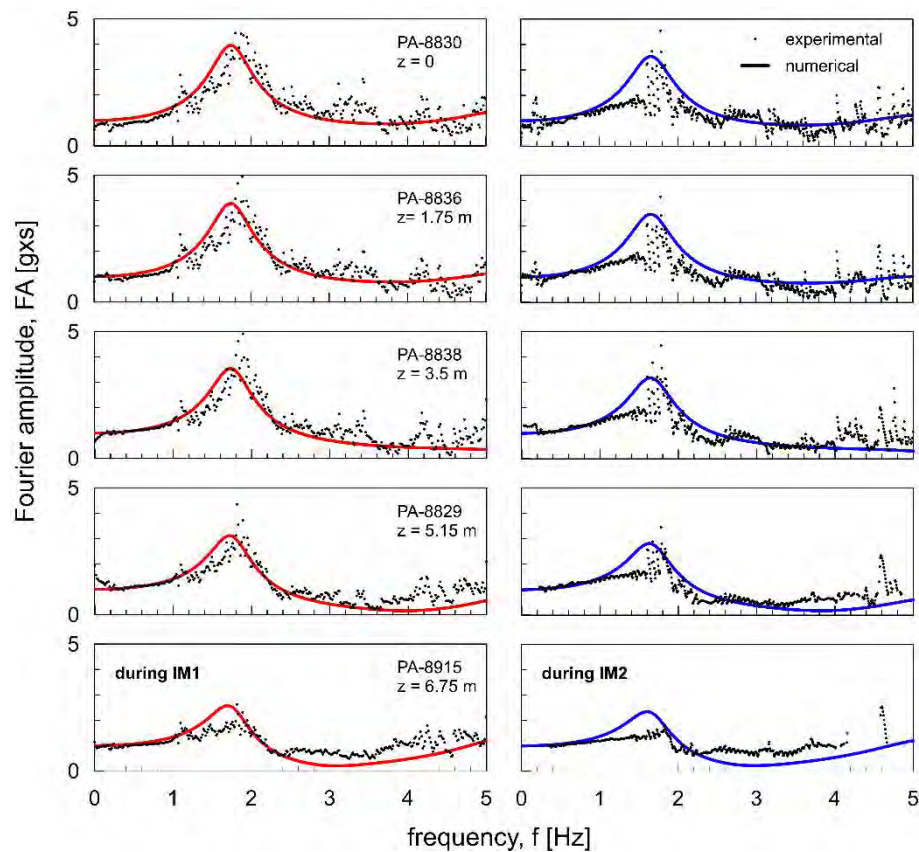 5
0
PA-8830
z = 0
experimental
numerical
5
0
PA-8836
z= 1.75 m
5
0
PA-8838
z = 3.5 m
5
0
PA-8829
z = 5.15 m
5
0
during IM1
PA-8915
z = 6.75 m
during IM2
Fourier amplitude, FA [gxs]
0 1 2 3 4 5 0 1 2 3 4 5
frequency, f [Hz]